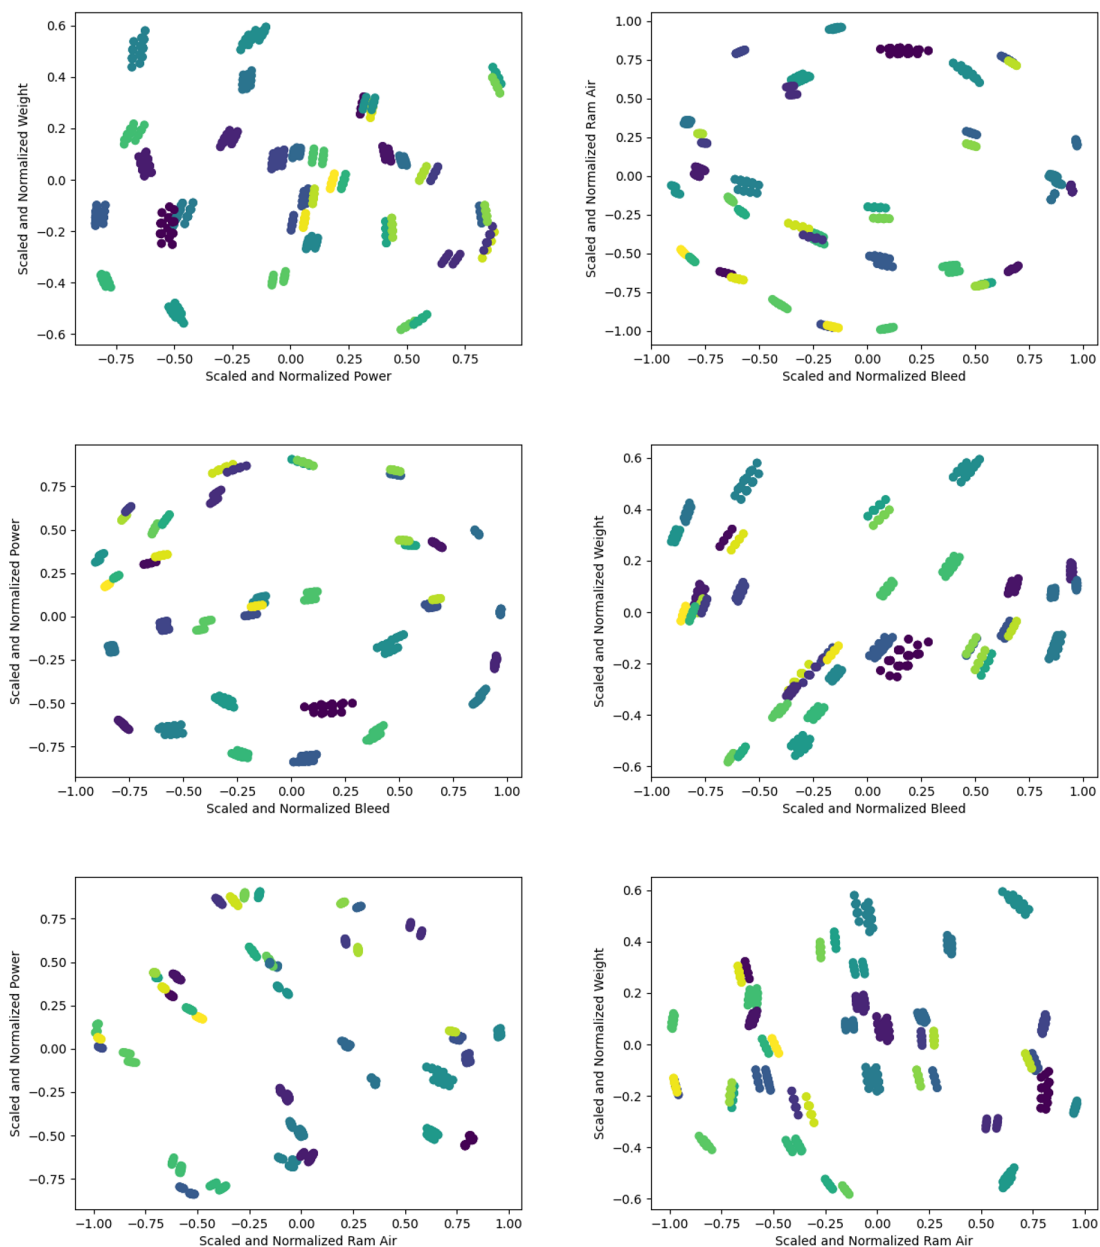 0.6
0.4
0.2
0.0
−0.2
−0.4
−0.6
Scaled and Normalized Weight
−0.75 −0.50 −0.25 0.00 0.25 0.50 0.75
Scaled and Normalized Power
1.00
0.75
0.50
0.25
0.00
−0.25
−0.50
−0.75
−1.00
Scaled and Normalized Ram Air
−1.00 −0.75 −0.50 −0.25 0.00 0.25 0.50 0.75 1.00
Scaled and Normalized Bleed
0.75
0.50
0.25
0.00
−0.25
−0.50
−0.75
Scaled and Normalized Power
−1.00 −0.75 −0.50 −0.25 0.00 0.25 0.50 0.75 1.00
Scaled and Normalized Bleed
0.6
0.4
0.2
0.0
−0.2
−0.4
−0.6
Scaled and Normalized Weight
−1.00 −0.75 −0.50 −0.25 0.00 0.25 0.50 0.75 1.00
Scaled and Normalized Bleed
0.75
0.50
0.25
0.00
−0.25
−0.50
−0.75
Scaled and Normalized Power
−1.00 −0.75 −0.50 −0.25 0.00 0.25 0.50 0.75 1.00
Scaled and Normalized Ram Air
0.6
0.4
0.2
0.0
−0.2
−0.4
−0.6
Scaled and Normalized Weight
−1.00 −0.75 −0.50 −0.25 0.00 0.25 0.50 0.75 1.00
Scaled and Normalized Ram Air